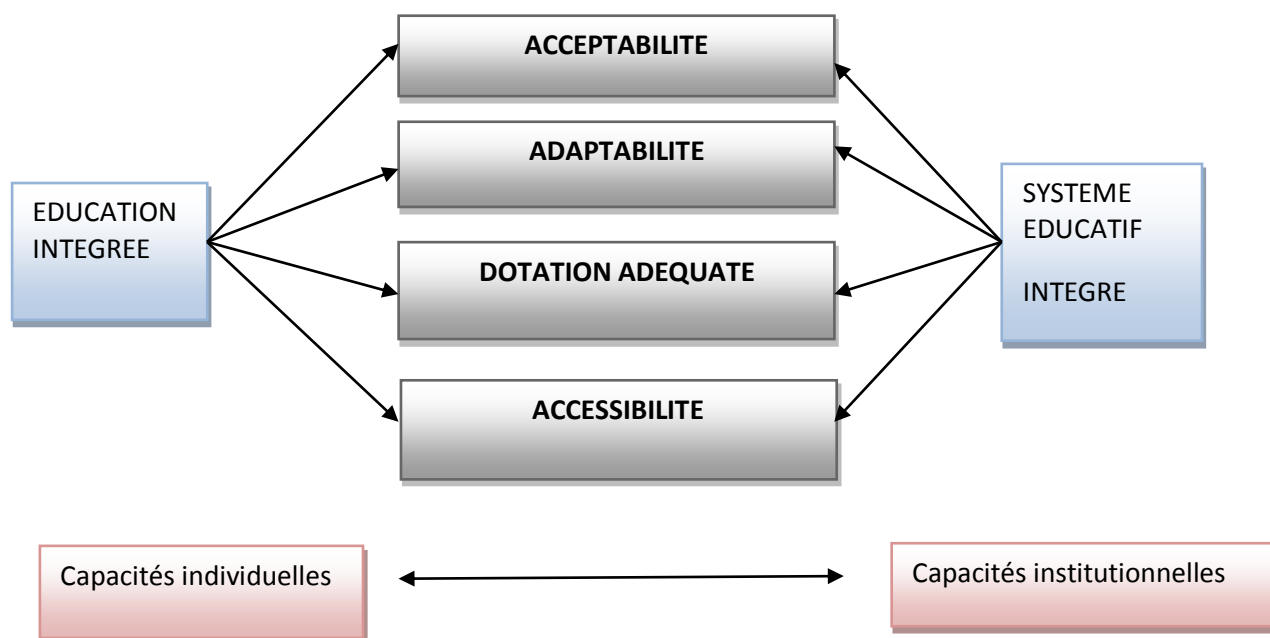 ACCEPTABILITE
ADAPTABILITE
EDUCATION
INTEGREE
SYSTEME
EDUCATIF
INTEGRE
DOTATION ADEQUATE
ACCESSIBILITE
Capacités individuelles
Capacités institutionnelles